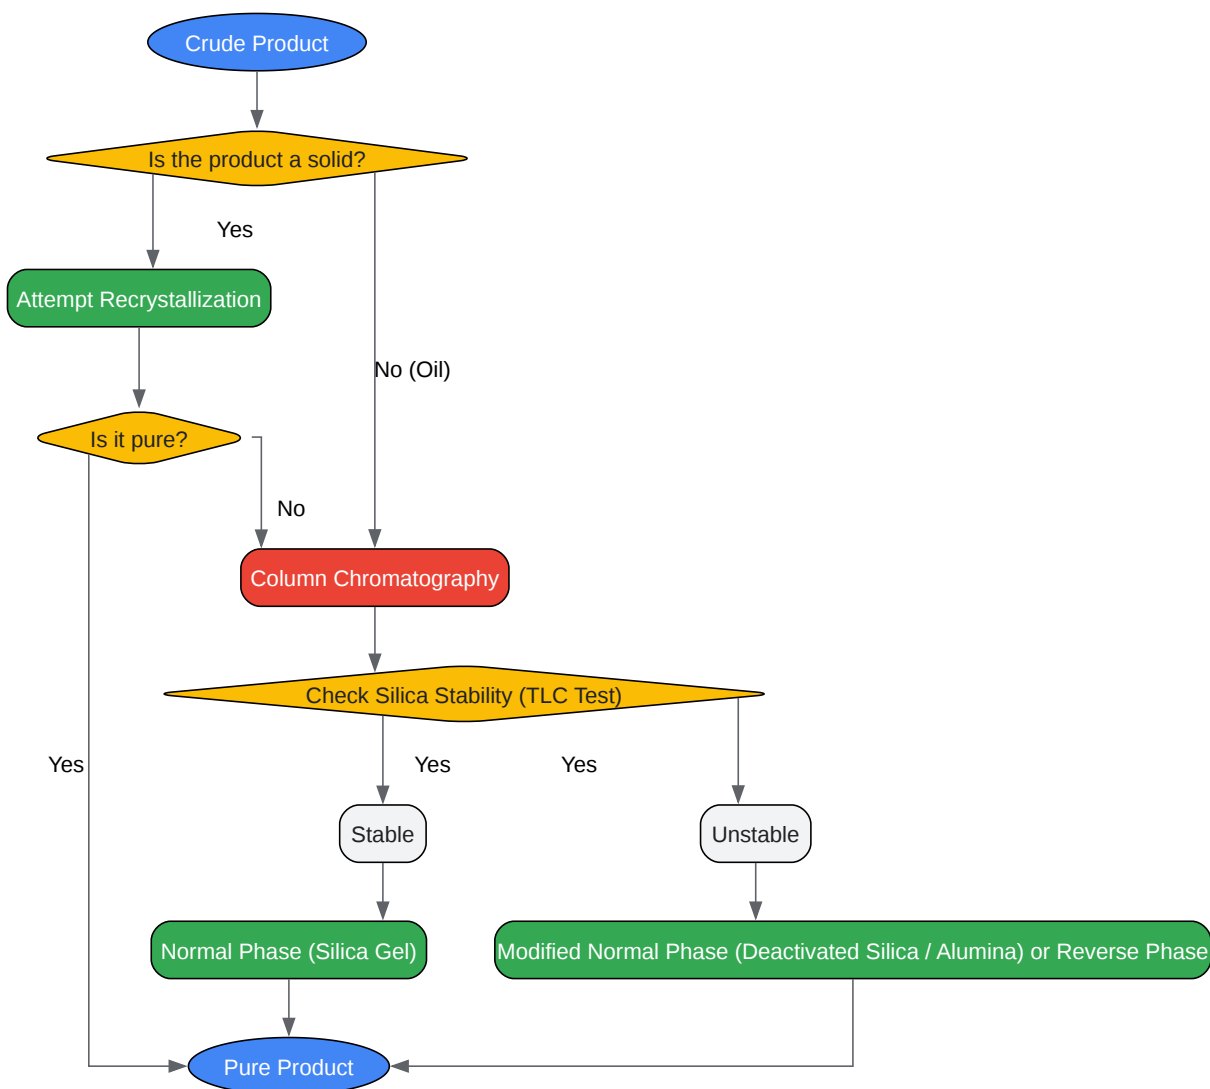 Crude Product
Is the product a solid?
Yes
Attempt Recrystallization
No (Oil)
Is it pure?
No
Column Chromatography
Check Silica Stability (TLC Test)
Yes
Yes
Yes
Stable
Unstable
Normal Phase (Silica Gel)
Modified Normal Phase (Deactivated Silica / Alumina) or Reverse Phase
Pure Product